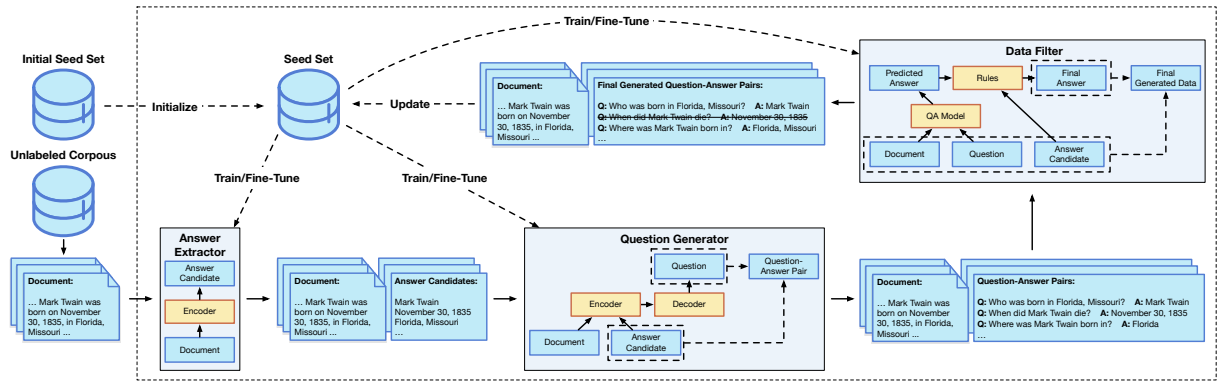 Initial Seed Set
Initialize
Unlabeled Corpous
Document:
... Mark Twain was
born on November
30, 1835, in Florida,
Missouri ...
Seed Set
Train/Fine-Tune
Train/Fine-Tune
Train/Fine-Tune
Update
Answer
Extractor
Answer
Candidate
Encoder
Document
Document:
... Mark Twain was
born on November
30, 1835, in Florida,
Missouri ...
Answer Candidates:
Mark Twain
November 30, 1835
Florida, Missouri
...
Question Generator
Question
Question-
Answer Pair
Encoder
Decoder
Document
Answer
Candidate
Document:
... Mark Twain was
born on November
30, 1835, in Florida,
Missouri ...
Question-Answer Pairs:
Q: Who was born in Florida, Missouri? A: Mark Twain
Q: When did Mark Twain die? A: November 30, 1835
Q: Where was Mark Twain born in? A: Florida
...
Data Filter
Predicted
Answer
Rules
Final
Answer
Final
Generated Data
QA Model
Document
Question
Answer
Candidate
Document:
... Mark Twain was
born on November
30, 1835, in Florida,
Missouri ...
Final Generated Question-Answer Pairs:
Q: Who was born in Florida, Missouri? A: Mark Twain
Q: When did Mark Twain die? A: November 30, 1835
Q: Where was Mark Twain born in? A: Florida, Missouri
...